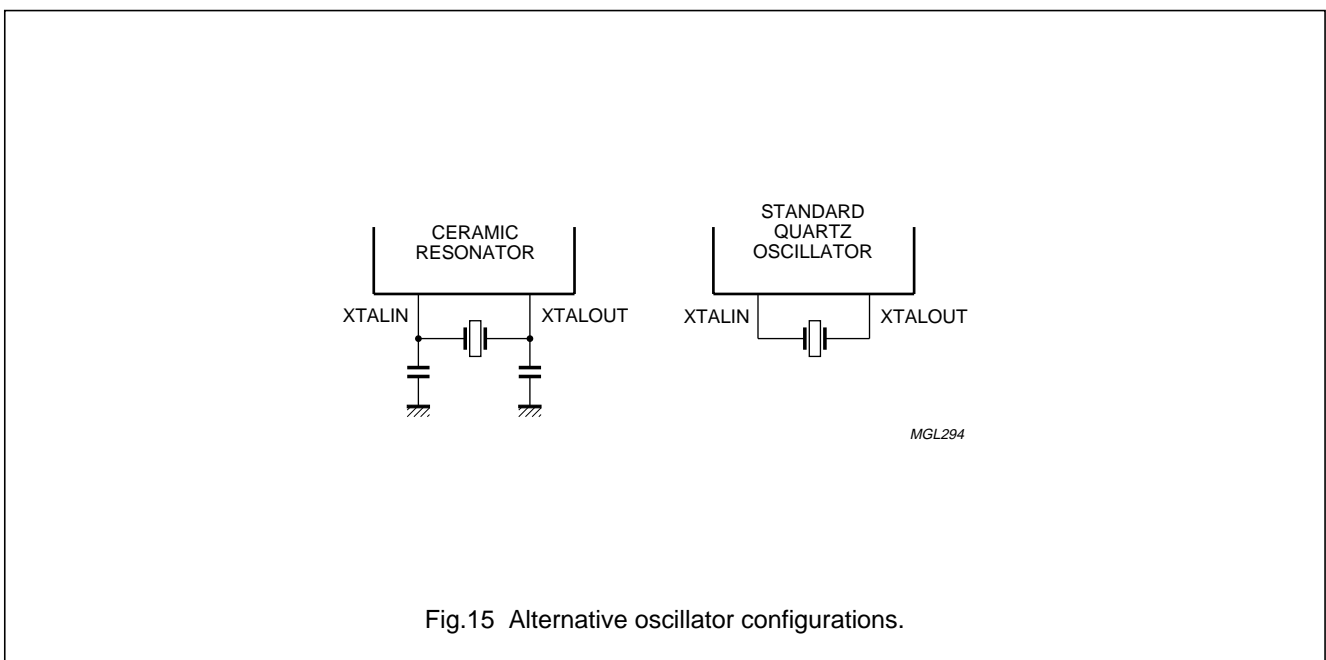 CERAMIC
RESONATOR
XTALIN
XTALOUT
STANDARD
QUARTZ
OSCILLATOR
XTALIN
XTALOUT
MGL294
Fig.15 Alternative oscillator configurations.